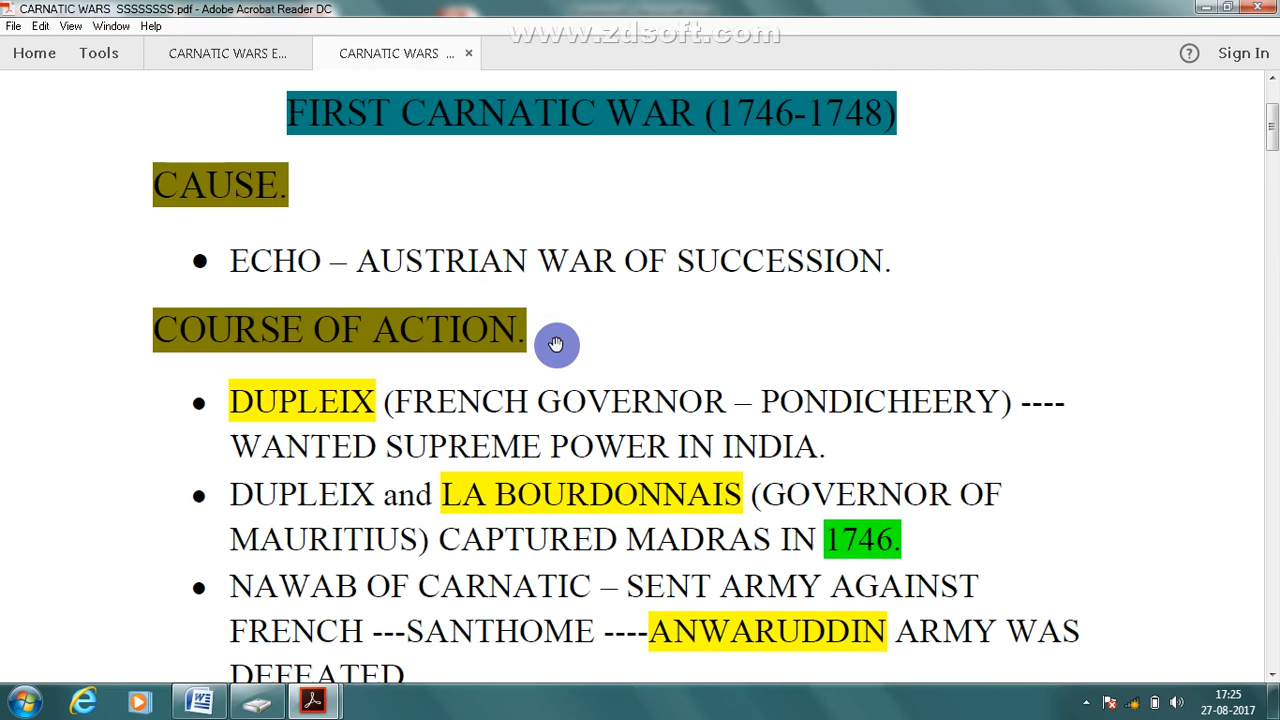 CARNATIC WARS SSSSSSSS.pdf - Adobe Acrobat Reader DC
www.zdsoft.com
File Edit View Window Help
Home Tools CARNATIC WARS E... CARNATIC WARS ... × ? Sign In
FIRST CARNATIC WAR (1746-1748)
CAUSE.
● ECHO – AUSTRIAN WAR OF SUCCESSION.
COURSE OF ACTION.
● DUPLEIX (FRENCH GOVERNOR – PONDICHEERY) ----
WANTED SUPREME POWER IN INDIA.
● DUPLEIX and LA BOURDONNAIS (GOVERNOR OF
MAURITIUS) CAPTURED MADRAS IN 1746.
● NAWAB OF CARNATIC – SENT ARMY AGAINST
FRENCH ---SANTHOME ----ANWARUDDIN ARMY WAS
DEFEATED
17:25
27-08-2017